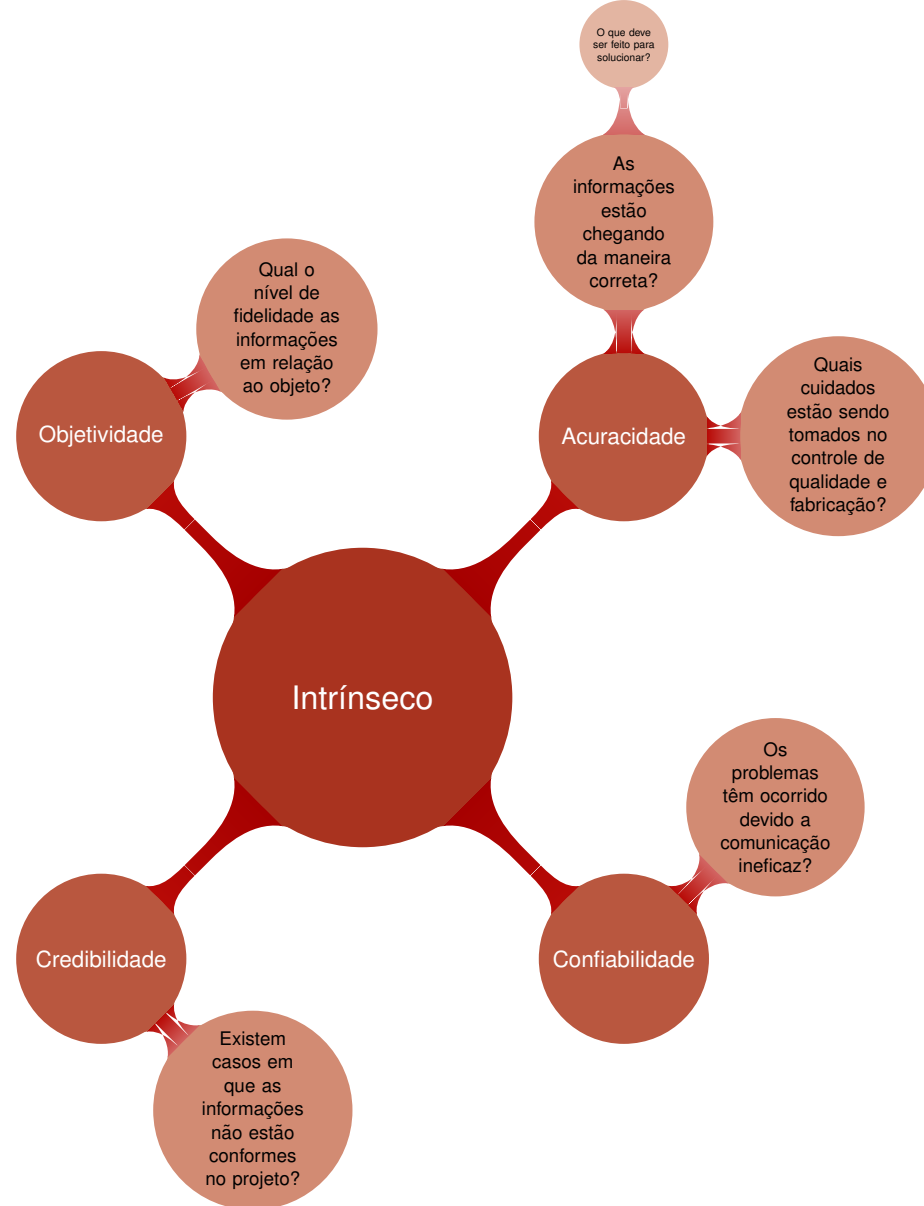 O que deve
ser feito para
solucionar?
As
informações
estão
chegando
da maneira
correta?
Qual o
nível de
fidelidade as
informações
em relação
ao objeto?
Quais
cuidados
estão sendo
tomados no
controle de
qualidade e
fabricação?
Objetividade
Acuracidade
Intrínseco
Os
problemas
têm ocorrido
devido a
comunicação
ineficaz?
Credibilidade
Confiabilidade
Existem
casos em
que as
informações
não estão
conformes
no projeto?